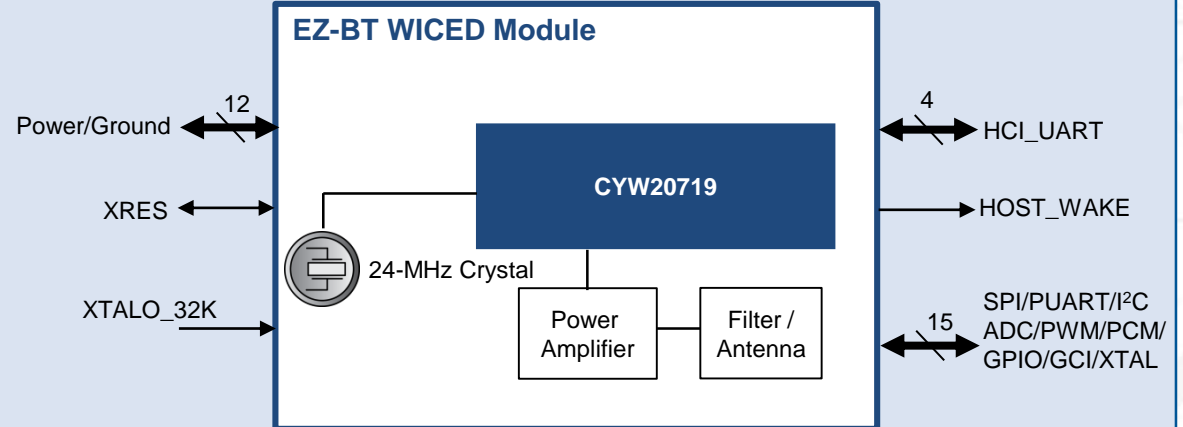 EZ-BT WICED Module
12
Power/Ground
XRES
XTALO_32K
CYW20719
24-MHz Crystal
Power
Amplifier
Filter /
Antenna
4
HCI_UART
HOST_WAKE
15
SPI/PUART/I²C
ADC/PWM/PCM/
GPIO/GCI/XTAL